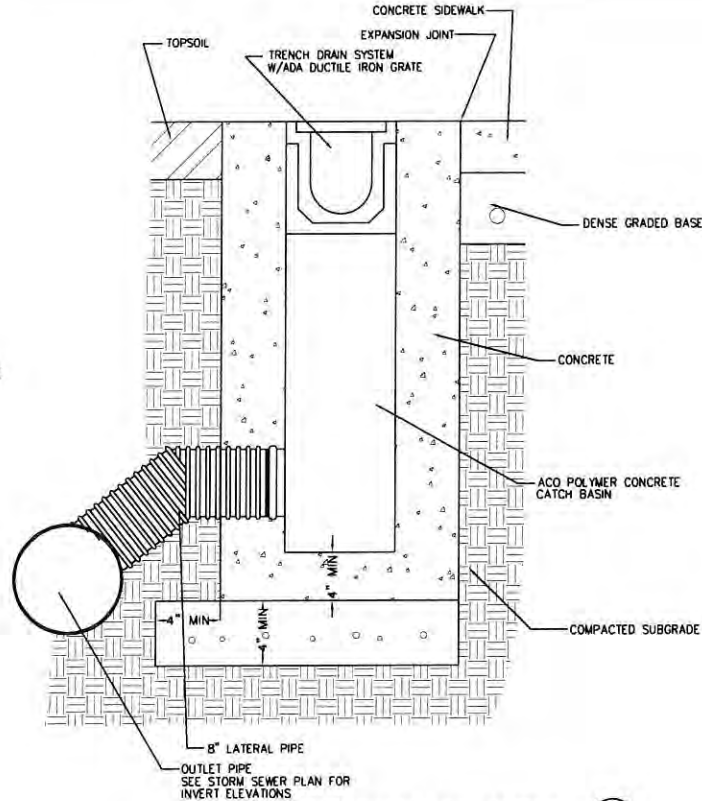 CONCRETE SIDEWALK
EXPANSION JOINT
TOPSOIL
TRENCH DRAIN SYSTEM
W/ADA DUCTILE IRON GRATE
DENSE GRADED BASE
CONCRETE
ACO POLYMER CONCRETE
CATCH BASIN
4" MIN
4" MIN
4" MIN
COMPACTED SUBGRADE
8" LATERAL PIPE
OUTLET PIPE
SEE STORM SEWER PLAN FOR
INVERT ELEVATIONS